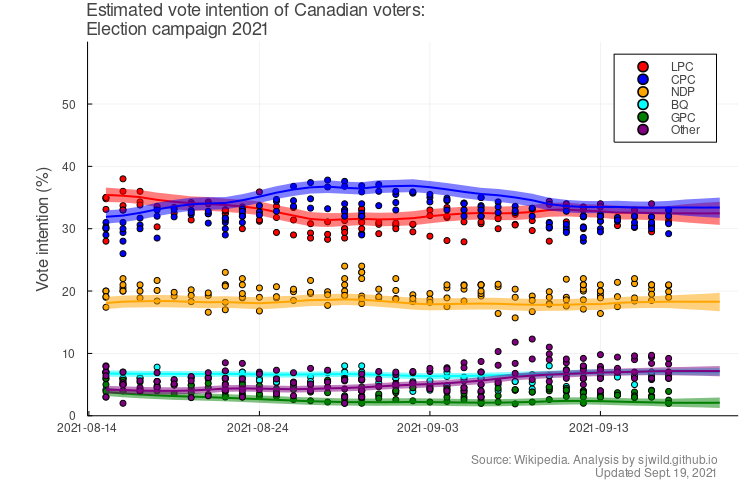 Estimated vote intention of Canadian voters:
Election campaign 2021
LPC
CPC
NDP
BQ
GPC
Other
Vote intention (%)
50
40
30
20
10
0
2021-08-14
2021-08-24
2021-09-03
2021-09-13
Source: Wikipedia. Analysis by sjwild.github.io
Updated Sept. 19, 2021